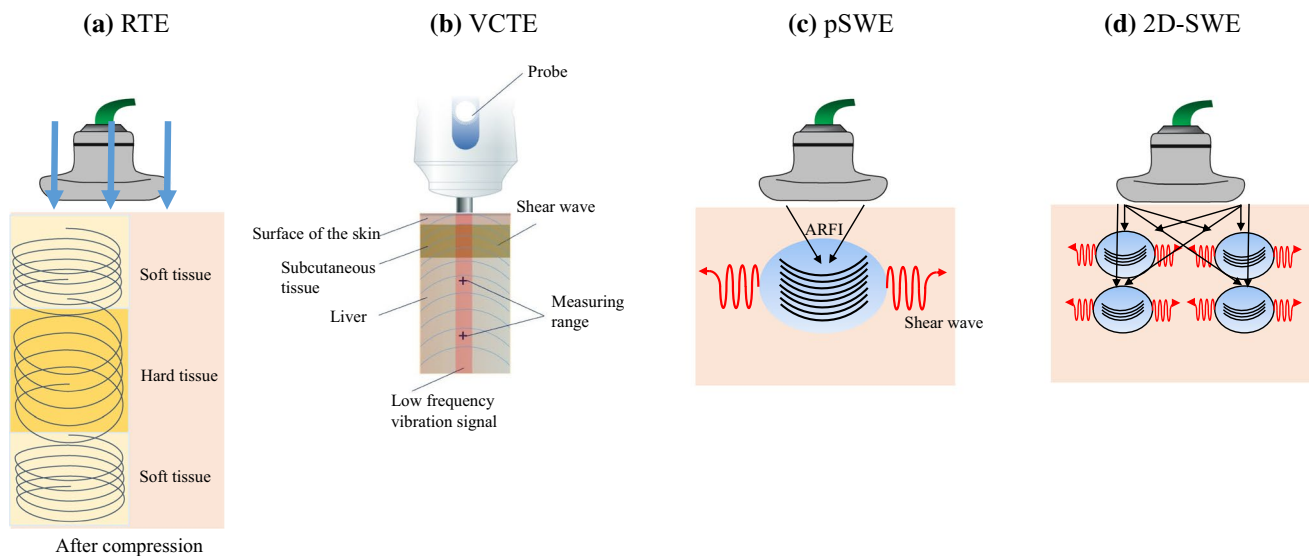 (a) RTE
Soft tissue
Hard tissue
Soft tissue
After compression
(b) VCTE
Probe
Shear wave
Surface of the skin
Subcutaneous
tissue
Liver
Measuring
range
Low frequency
vibration signal
(c) pSWE
ARFI
Shear wave
(d) 2D-SWE